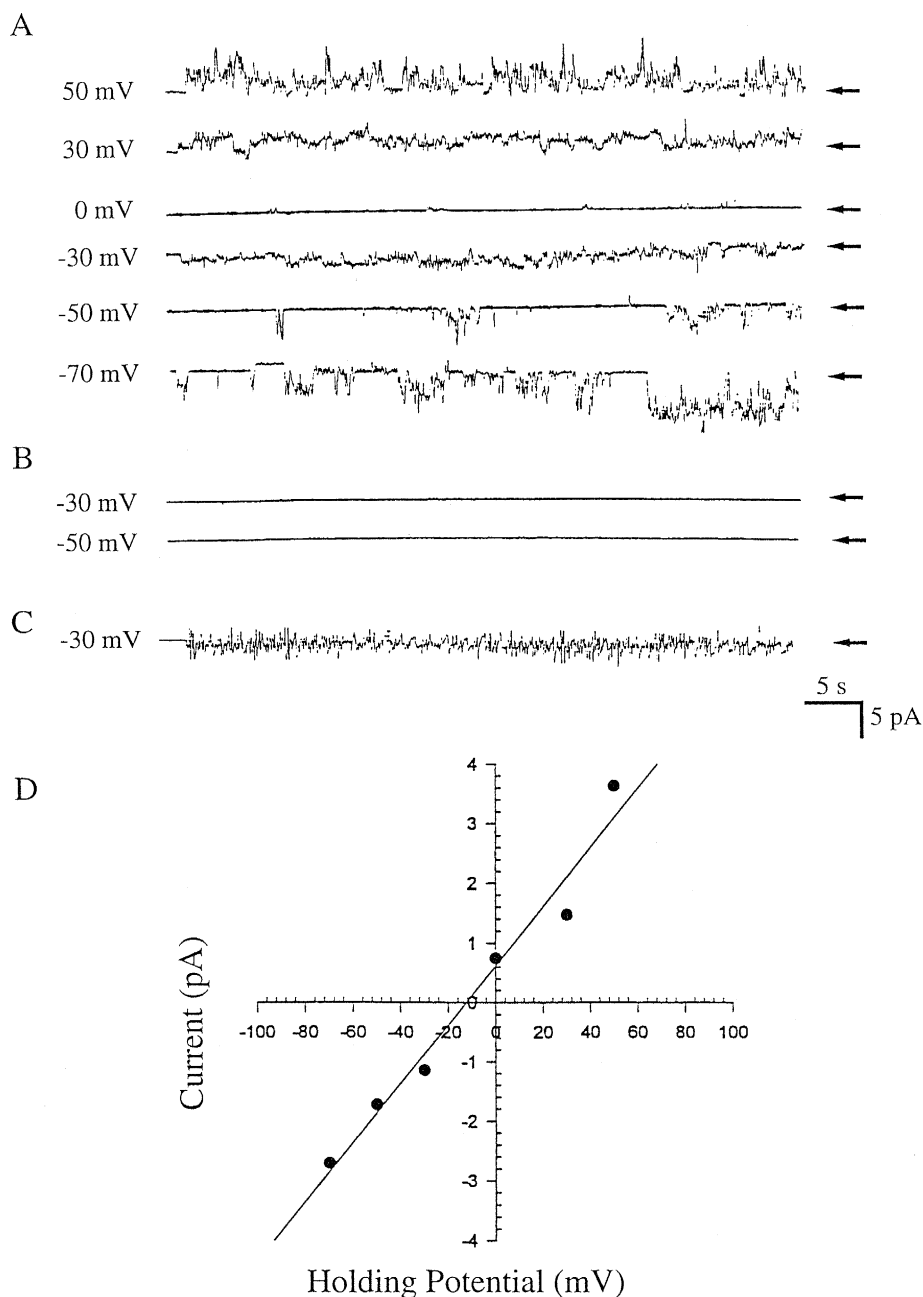 A
50 mV
30 mV
0 mV
-30 mV
-50 mV
-70 mV
B
-30 mV
-50 mV
C
-30 mV
5 s
5 pA
D
4
3
2
1
0
-100 -80 -60 -40 -20 0 20 40 60 80 100
-1
-2
-3
-4
Current (pA)
Holding Potential (mV)